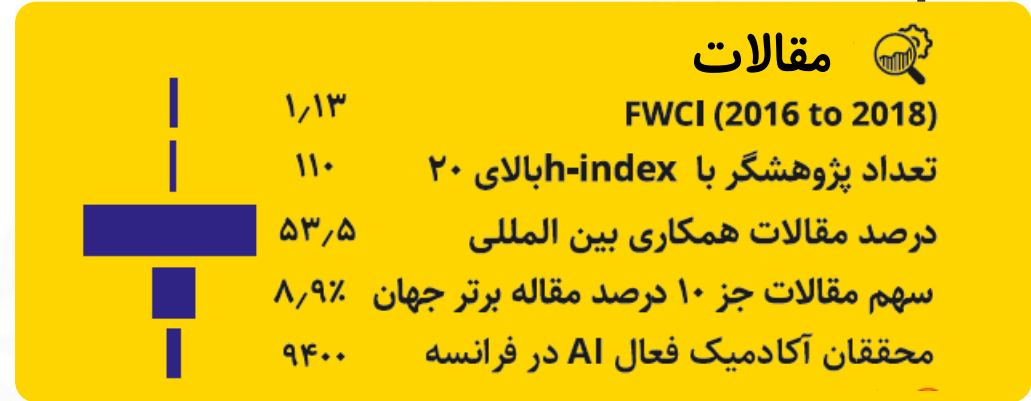 مقالات
FWCI (2016 to 2018) ۱٫۱۳
تعداد پژوهشگر با h-index بالای ۲۰ ۱۱۰
درصد مقالات همکاری بین المللی ۵۳٫۵
سهم مقالات جز ۱۰ درصد مقاله برتر جهان ۸٫۹٪
محققان آکادمیک فعال AI در فرانسه ۹۴۰۰